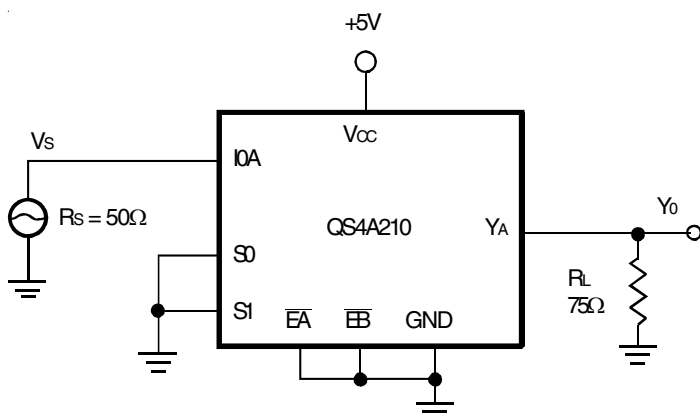 +5V
VCC
VS
I0A
RS = 50Ω
QS4A210
YA
Y0
S0
S1
RL
75Ω
EA
EB
GND